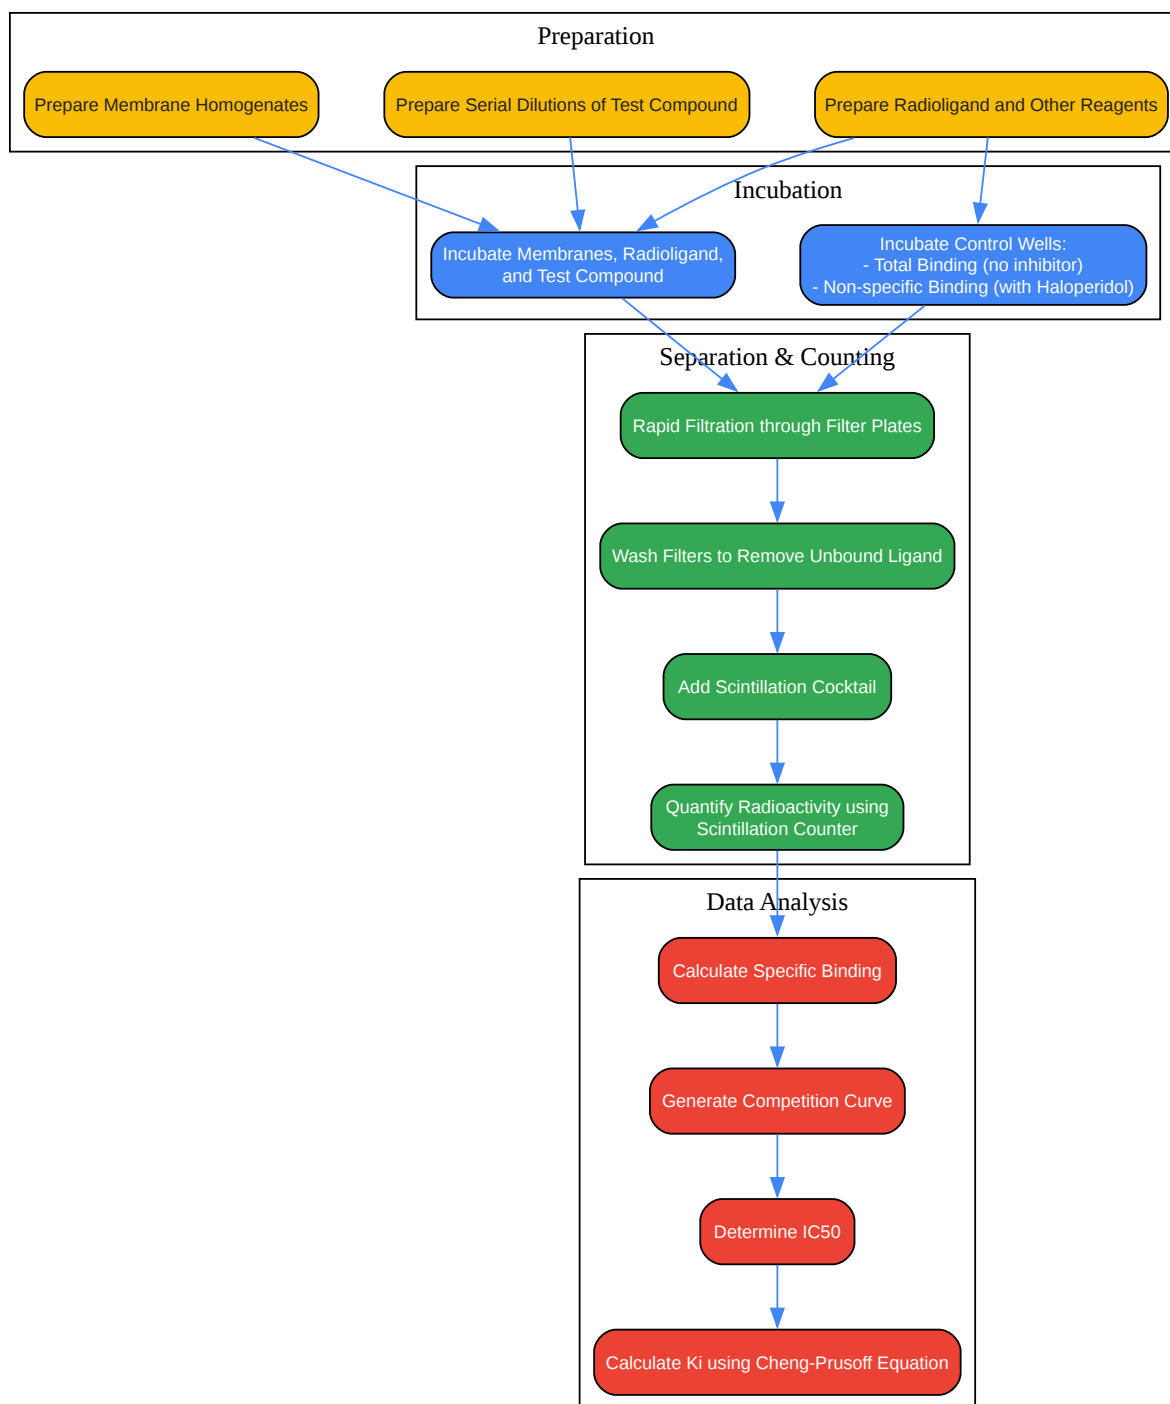 Preparation
Prepare Membrane Homogenates
Prepare Serial Dilutions of Test Compound
Prepare Radioligand and Other Reagents
Incubation
Incubate Membranes, Radioligand,
and Test Compound
Incubate Control Wells:
- Total Binding (no inhibitor)
- Non-specific Binding (with Haloperidol)
Separation & Counting
Rapid Filtration through Filter Plates
Wash Filters to Remove Unbound Ligand
Add Scintillation Cocktail
Quantify Radioactivity using
Scintillation Counter
Data Analysis
Calculate Specific Binding
Generate Competition Curve
Determine IC50
Calculate Ki using Cheng-Prusoff Equation